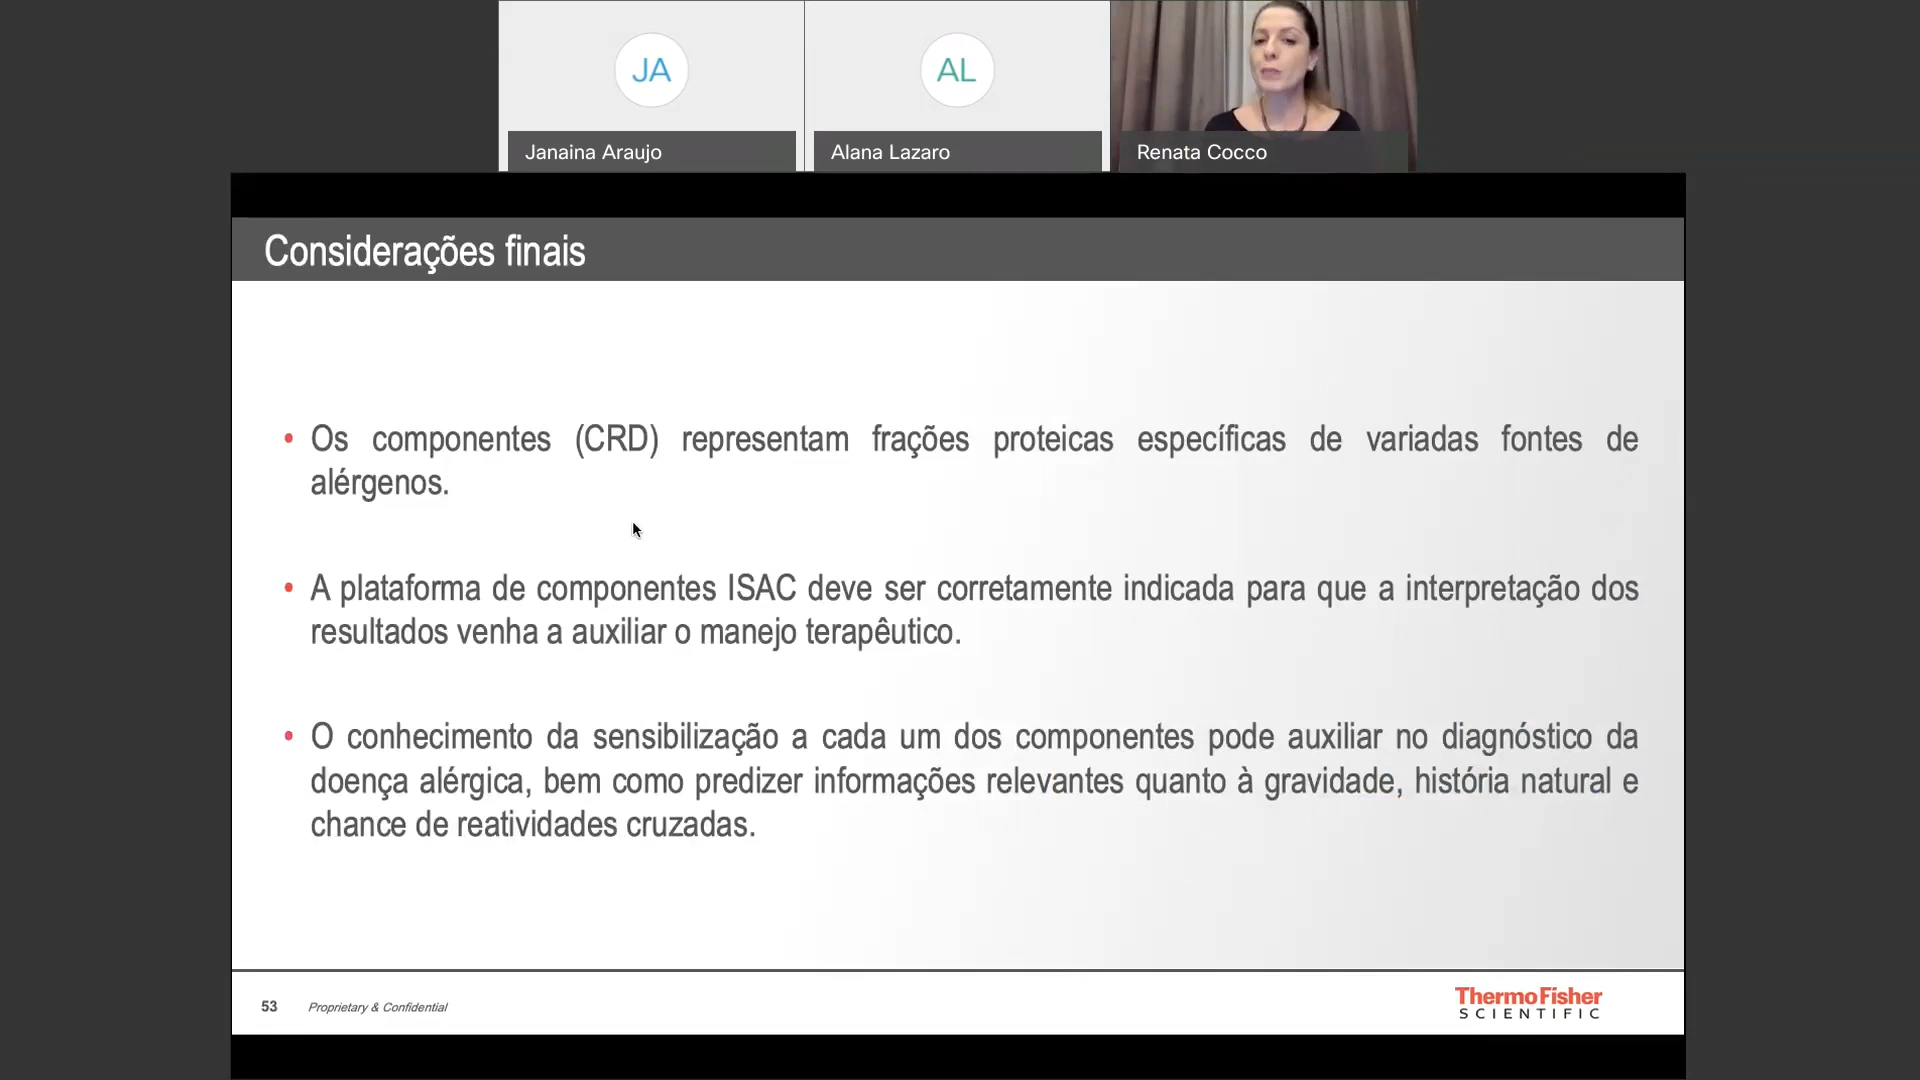 JA
AL
Janaina Araujo
Alana Lazaro
Renata Cocco
Considerações finais
• Os componentes (CRD) representam frações proteicas específicas de variadas fontes de
alérgenos.
• A plataforma de componentes ISAC deve ser corretamente indicada para que a interpretação dos
resultados venha a auxiliar o manejo terapêutico.
• O conhecimento da sensibilização a cada um dos componentes pode auxiliar no diagnóstico da
doença alérgica, bem como predizer informações relevantes quanto à gravidade, história natural e
chance de reatividades cruzadas.
53 Proprietary & Confidential
ThermoFisher
SCIENTIFIC